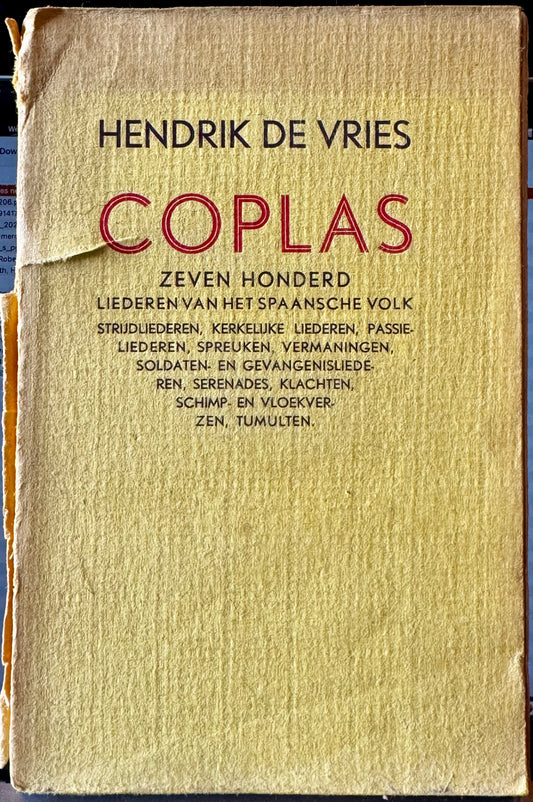 HENDRIK DE VRIES
COPLAS
ZEVEN HONDERD
LIEDEREN VAN HET SPAANSCHE VOLK
STRIJDLIEDEREN, KERKELIJKE LIEDEREN, PASSIE-
LIEDEREN, SPREUKEN, VERMANINGEN,
SOLDATEN- EN GEVANGENISLIEDE-
REN, SERENADES, KLACHTEN,
SCHIMP- EN VLOEKVER-
ZEN, TUMULTEN.